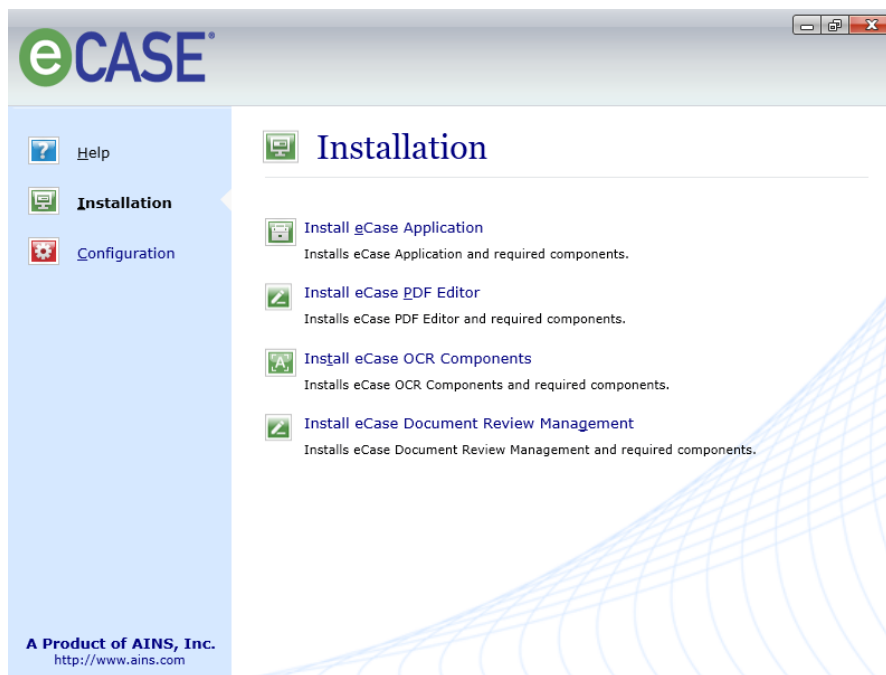 eCASE®
Help
Installation
Configuration
Installation
Install eCase Application
Installs eCase Application and required components.
Install eCase PDF Editor
Installs eCase PDF Editor and required components.
Install eCase OCR Components
Installs eCase OCR Components and required components.
Install eCase Document Review Management
Installs eCase Document Review Management and required components.
A Product of AINS, Inc.
http://www.ains.com